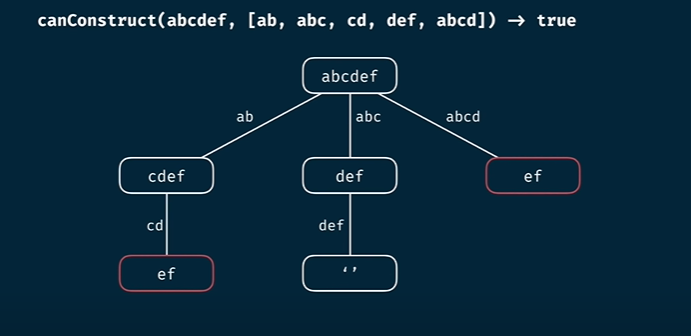 canConstruct(abcdef, [ab, abc, cd, def, abcd]) → true
abcdef
ab
abc
abcd
cdef
def
ef
cd
def
ef
‘’